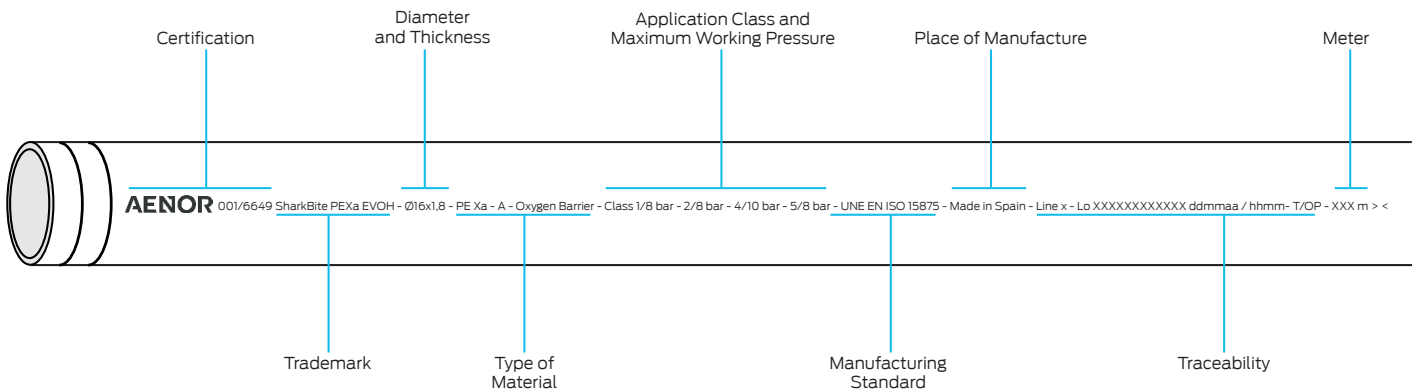 Certification
Diameter
and Thickness
Application Class and
Maximum Working Pressure
Place of Manufacture
Meter
AENOR 001/6649 SharkBite PEXa EVOH - Ø16x1,8 - PE Xa - A - Oxygen Barrier - Class 1/8 bar - 2/8 bar - 4/10 bar - 5/8 bar - UNE EN ISO 15875 - Made in Spain - Line x - Lo XXXXXXXXXXXX ddmmaa / hhmm- T/OP - XXX m > <
Trademark
Type of
Material
Manufacturing
Standard
Traceability